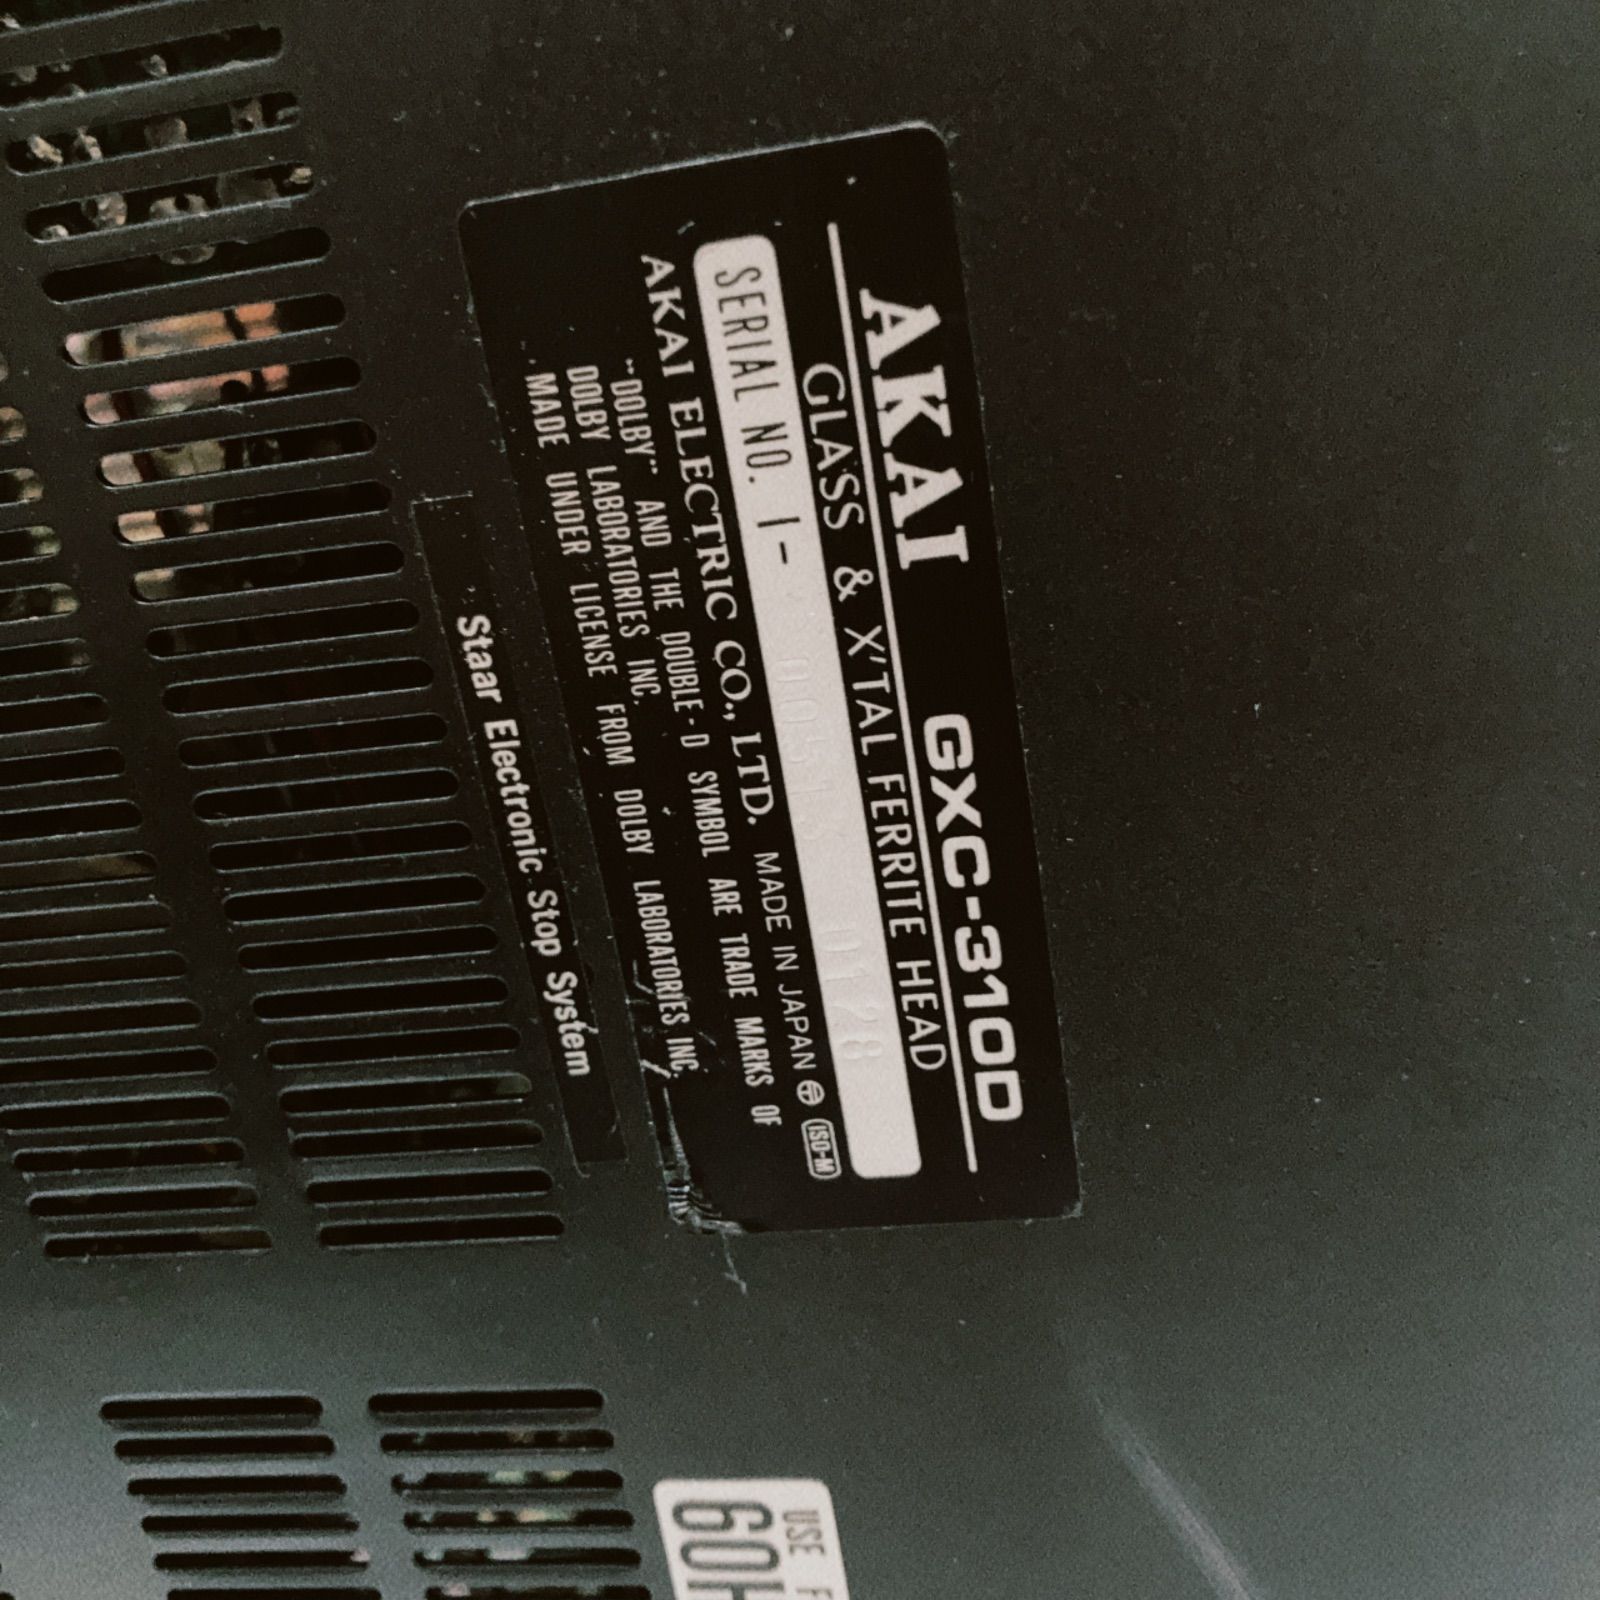 AKAI GXC-310D
GLASS & X'TAL FERRITE HEAD
SERIAL NO. I- 00513 0128
AKAI ELECTRIC CO., LTD. MADE IN JAPAN ISO-M
"DOLBY" AND THE DOUBLE-D SYMBOL ARE TRADE MARKS OF
DOLBY LABORATORIES INC.
MADE UNDER LICENSE FROM DOLBY LABORATORIES INC.
Staar Electronic Stop System
USE
60H